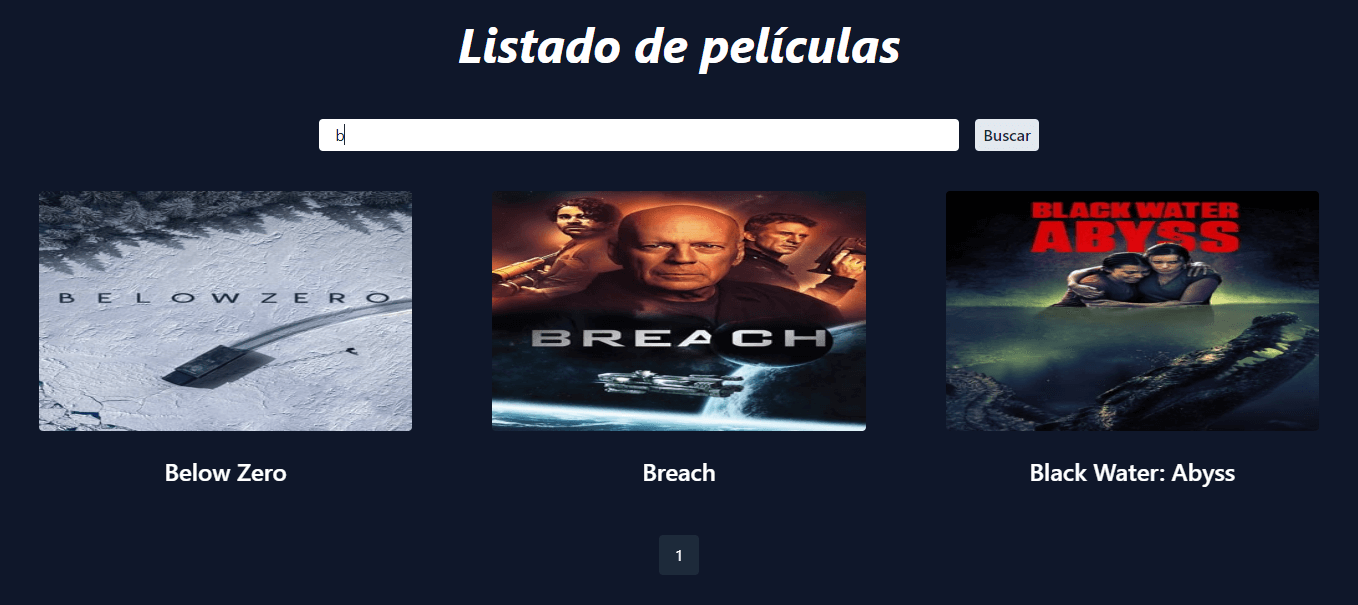 Listado de películas
b
Buscar
BELOWZERO
BREACH
BLACK WATER
ABYSS
Below Zero
Breach
Black Water: Abyss
1